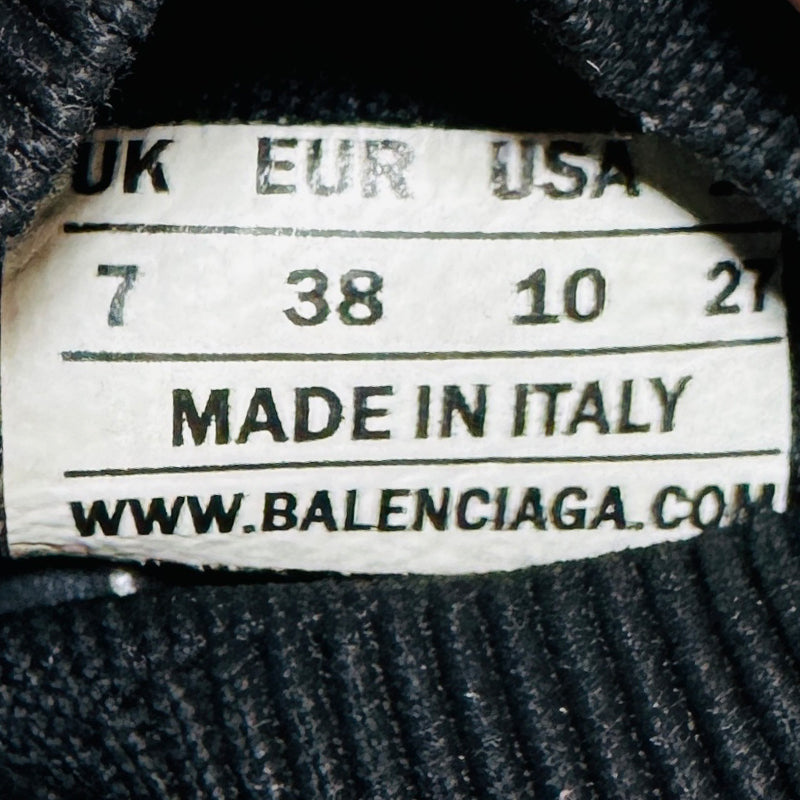 UK EUR USA
7 38 10 27
MADE IN ITALY
WWW.BALENCIAGA.COM